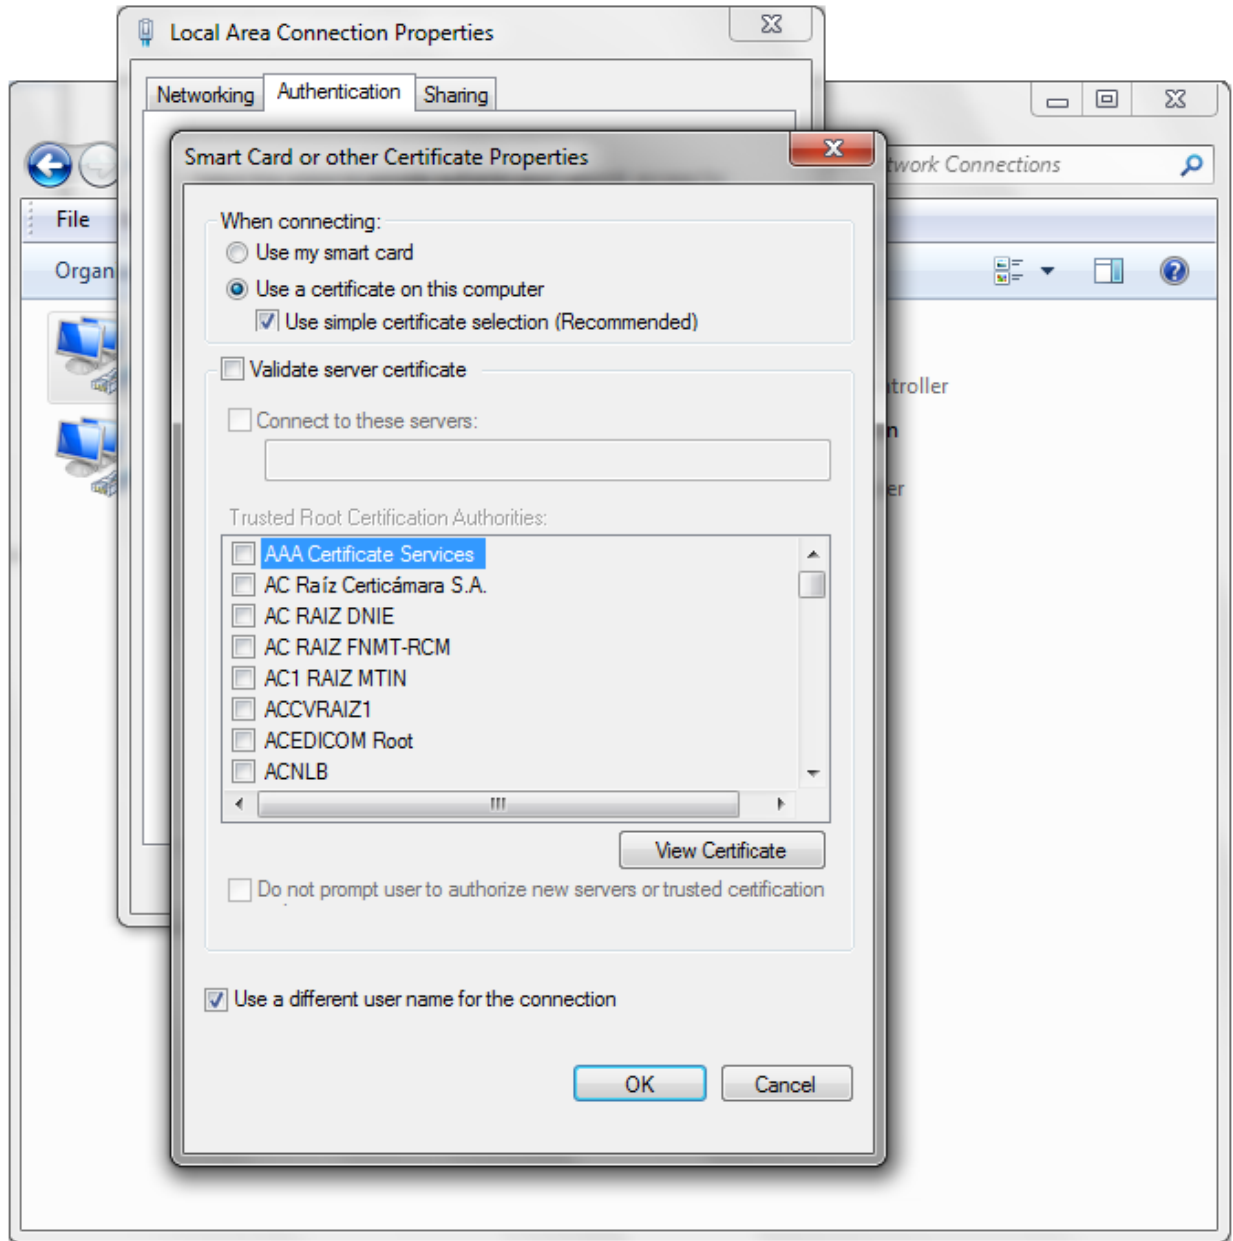 Local Area Connection Properties
Networking
Authentication
Sharing
Smart Card or other Certificate Properties
Connections
File
When connecting:
Use my smart card
Use a certificate on this computer
Use simple certificate selection (Recommended)
Validate server certificate
Connect to these servers:
Trusted Root Certification Authorities:
AAA Certificate Services
AC Raíz Certicámara S.A.
AC RAIZ DNIE
AC RAIZ FNMT-RCM
AC1 RAIZ MTIN
ACCVRAIZ1
ACEDICOM Root
ACNLB
View Certificate
Do not prompt user to authorize new servers or trusted certification
Use a different user name for the connection
OK
Cancel